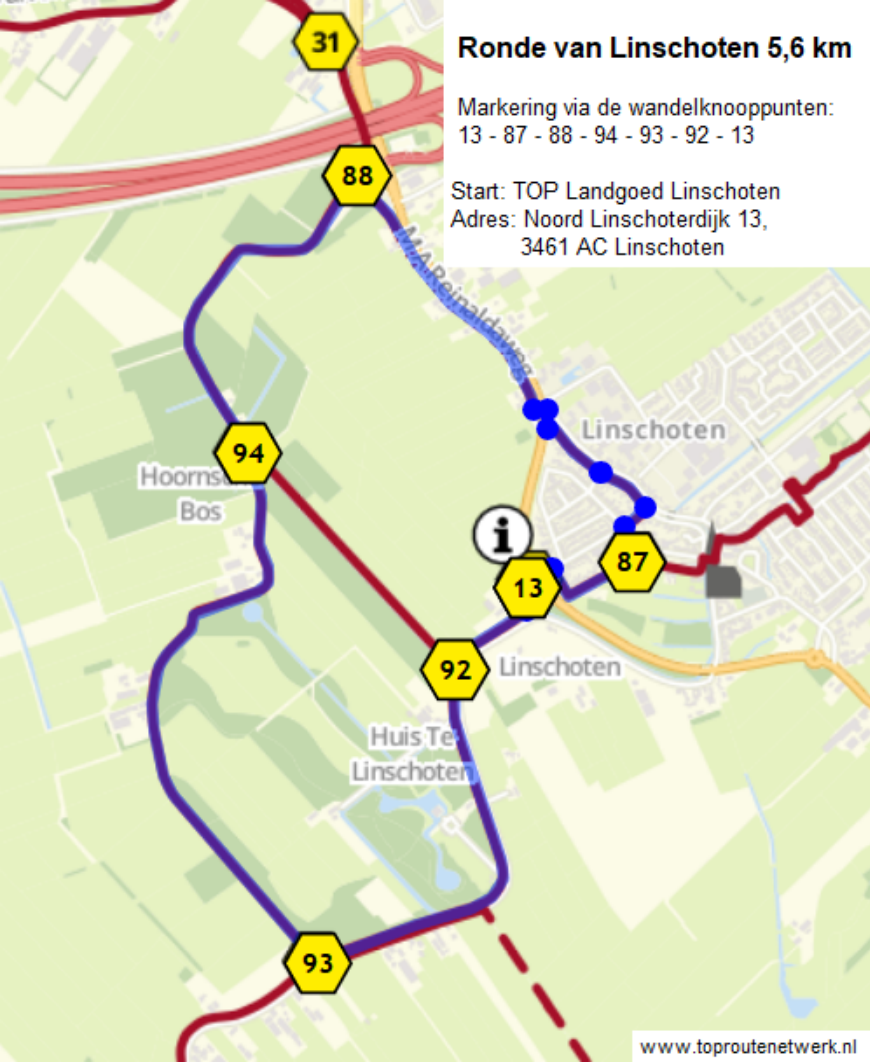 31
Ronde van Linschoten 5,6 km
Markering via de wandelknooppunten:
13 - 87 - 88 - 94 - 93 - 92 - 13
Start: TOP Landgoed Linschoten
Adres: Noord Linschoterdijk 13,
3461 AC Linschoten
88
M.A.Reinaldaweg
Linschoten
94
Hoornse
Bos
i
87
13
92
Linschoten
Huis Te
Linschoten
93
www.toproutenetwerk.nl